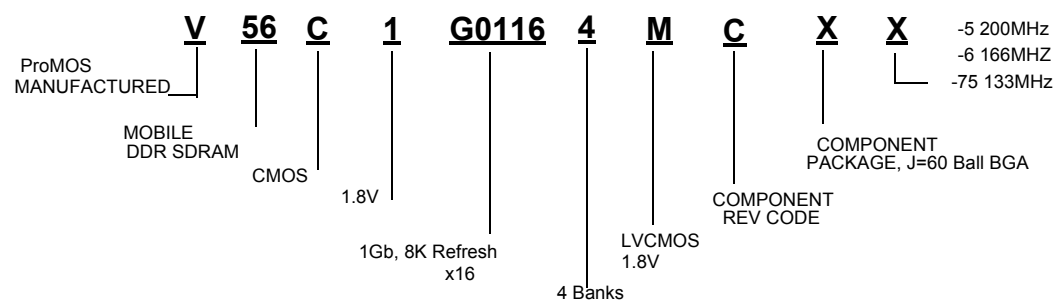 V 56 C 1 G0116 4 M C X X
-5 200MHz
-6 166MHZ
-75 133MHz
ProMOS
MANUFACTURED
MOBILE
DDR SDRAM
CMOS
1.8V
1Gb, 8K Refresh
x16
4 Banks
LVCMOS
1.8V
COMPONENT
REV CODE
COMPONENT
PACKAGE, J=60 Ball BGA